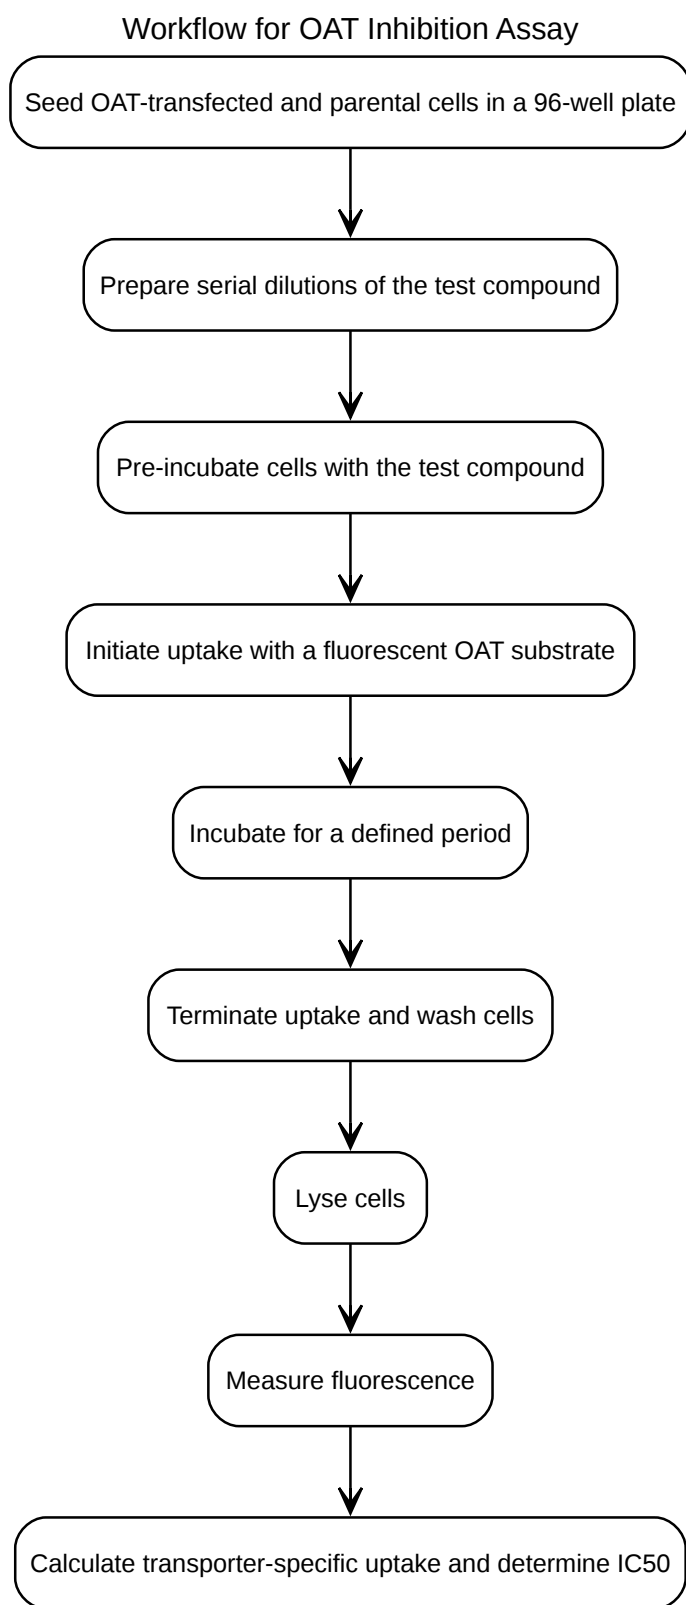 Workflow for OAT Inhibition Assay
Seed OAT-transfected and parental cells in a 96-well plate
Prepare serial dilutions of the test compound
Pre-incubate cells with the test compound
Initiate uptake with a fluorescent OAT substrate
Incubate for a defined period
Terminate uptake and wash cells
Lyse cells
Measure fluorescence
Calculate transporter-specific uptake and determine IC50